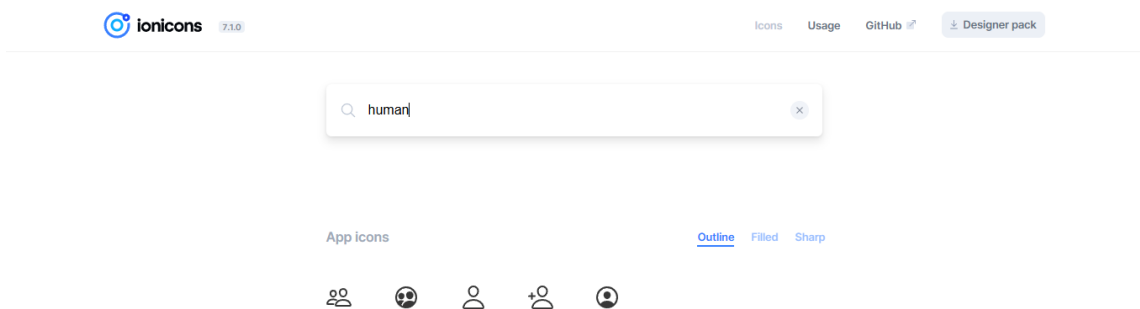 ionicons 7.1.0 Icons Usage GitHub Designer pack
human
App icons Outline Filled Sharp